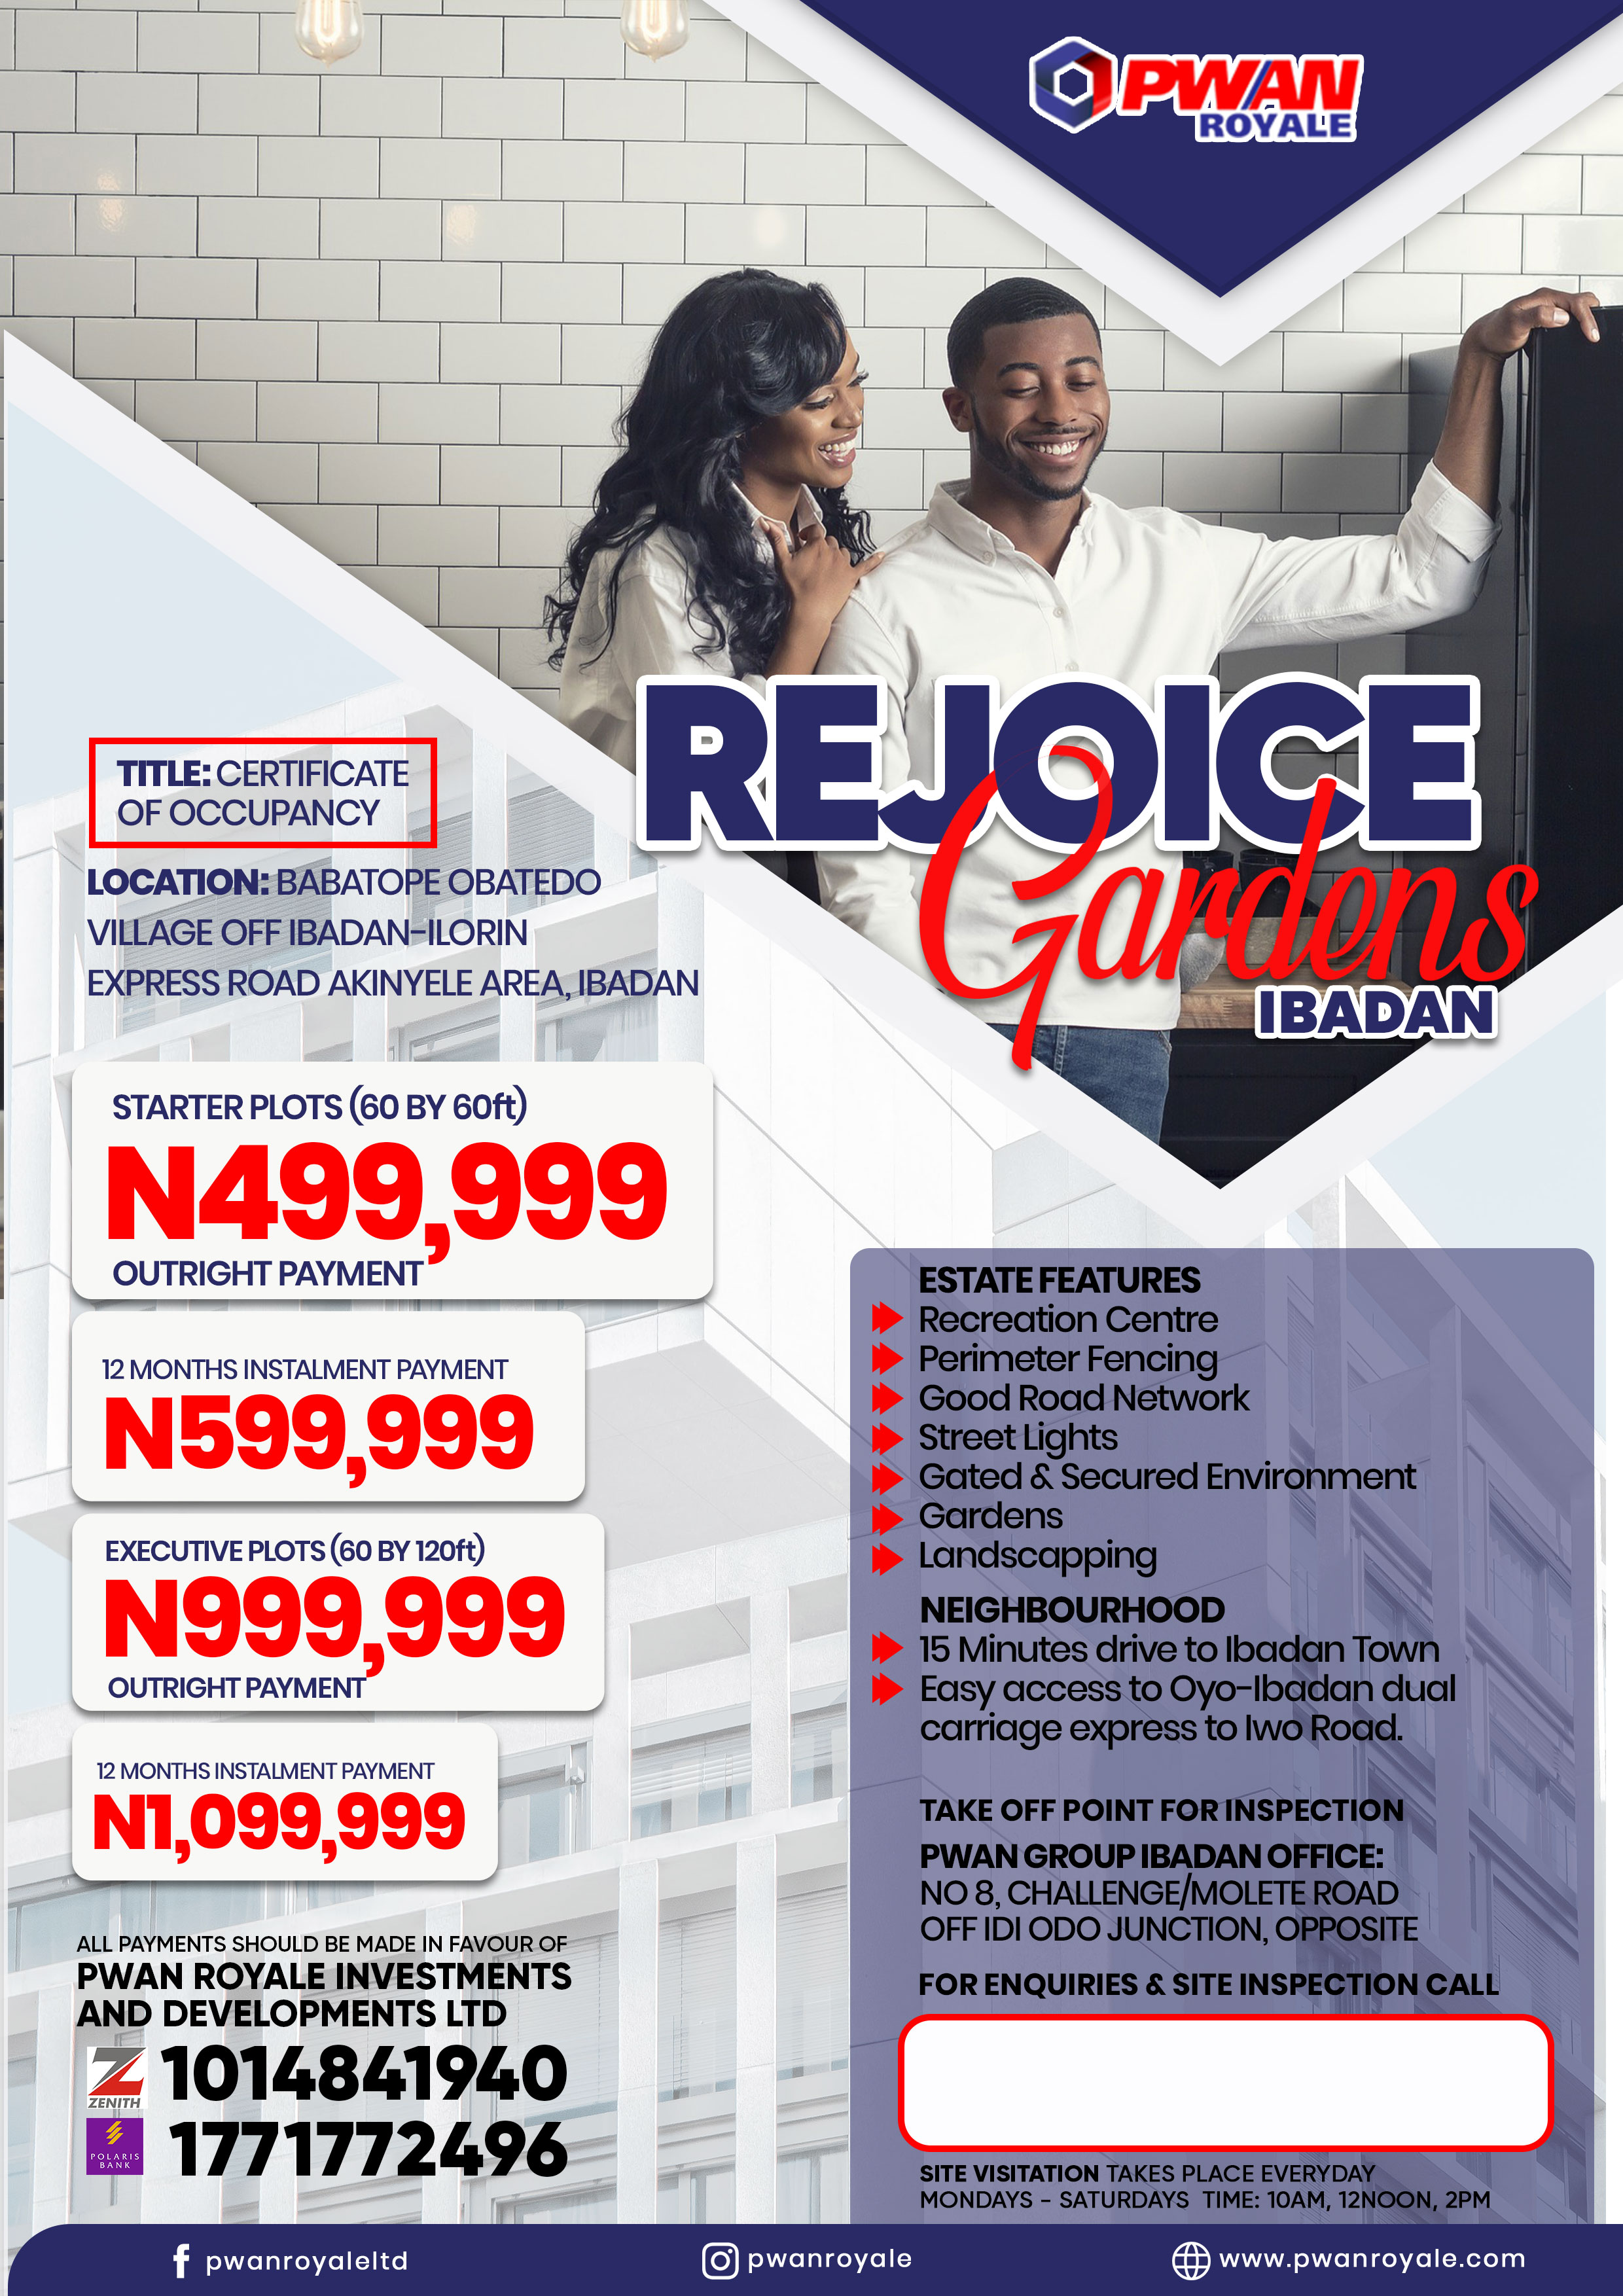 PWAN
ROYALE
REJOICE
Gardens
IBADAN
TITLE: CERTIFICATE
OF OCCUPANCY
LOCATION: BABATOPE OBATEDO
VILLAGE OFF IBADAN-ILORIN
EXPRESS ROAD AKINYELE AREA, IBADAN
STARTER PLOTS (60 BY 60ft)
N499,999
OUTRIGHT PAYMENT
12 MONTHS INSTALMENT PAYMENT
N599,999
EXECUTIVE PLOTS (60 BY 120ft)
N999,999
OUTRIGHT PAYMENT
12 MONTHS INSTALMENT PAYMENT
N1,099,999
ALL PAYMENTS SHOULD BE MADE IN FAVOUR OF
PWAN ROYALE INVESTMENTS
AND DEVELOPMENTS LTD
ZENITH
1014841940
POLARIS
BANK
1771772496
ESTATE FEATURES
Recreation Centre
Perimeter Fencing
Good Road Network
Street Lights
Gated & Secured Environment
Gardens
Landscapping
NEIGHBOURHOOD
15 Minutes drive to Ibadan Town
Easy access to Oyo-Ibadan dual
carriage express to Iwo Road.
TAKE OFF POINT FOR INSPECTION
PWAN GROUP IBADAN OFFICE:
NO 8, CHALLENGE/MOLETE ROAD
OFF IDI ODO JUNCTION, OPPOSITE
FOR ENQUIRIES & SITE INSPECTION CALL
SITE VISITATION TAKES PLACE EVERYDAY
MONDAYS - SATURDAYS TIME: 10AM, 12NOON, 2PM
pwanroyaleltd
pwanroyale
www.pwanroyale.com